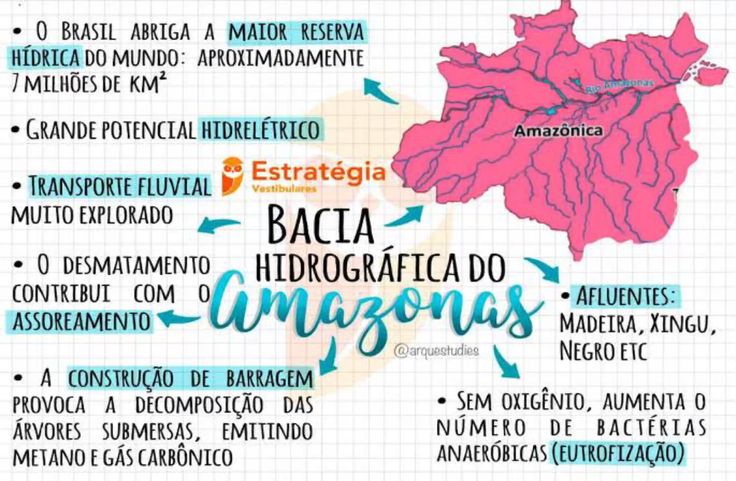 • O BRASIL ABRIGA A MAIOR RESERVA
HÍDRICA DO MUNDO: APROXIMADAMENTE
7 MILHÕES DE KM²
• GRANDE POTENCIAL HIDRELÉTRICO
• TRANSPORTE FLUVIAL
MUITO EXPLORADO
• O DESMATAMENTO
CONTRIBUI COM O
ASSOREAMENTO
• A CONSTRUÇÃO DE BARRAGEM
PROVOCA A DECOMPOSIÇÃO DAS
ÁRVORES SUBMERSAS, EMITINDO
METANO E GÁS CARBÔNICO
Estratégia
Vestibulares
BACIA
HIDROGRÁFICA DO
Amazonas
@arquestudies
Rio Amazonas
Amazônica
7
• AFLUENTES:
MADEIRA, XINGU,
NEGRO ETC
• SEM OXIGÊNIO, AUMENTA O
NÚMERO DE BACTÉRIAS
ANAERÓBICAS (EUTROFIZAÇÃO)